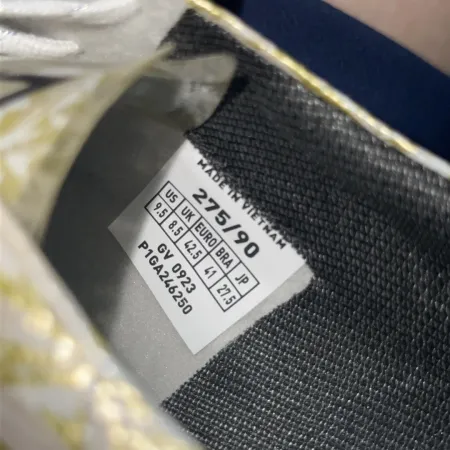 MADE IN VIETNAM
275/90
US UK EURO BRA JP
9.5 8.5 42.5 41 27.5
GV 0923
P1GA246250